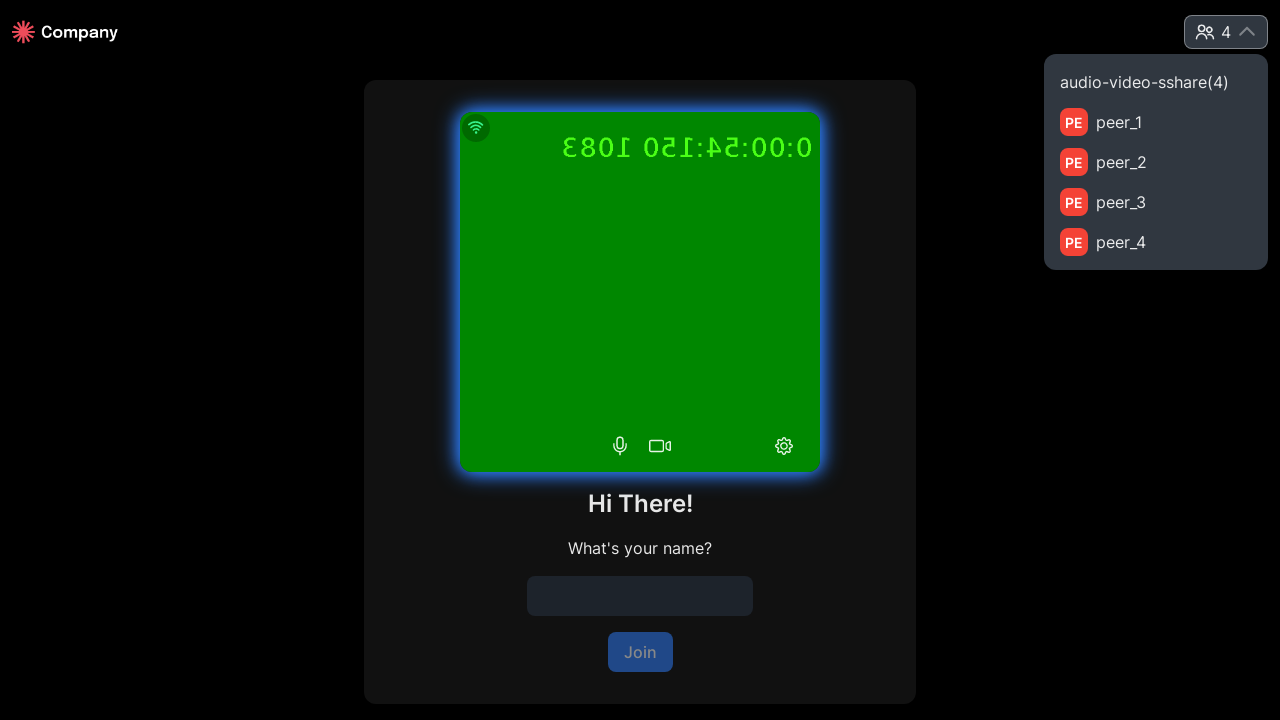 Company
4
audio-video-sshare(4)
PE peer_1
PE peer_2
PE peer_3
PE peer_4
0:00:54:150 1083
Hi There!
What's your name?
Join